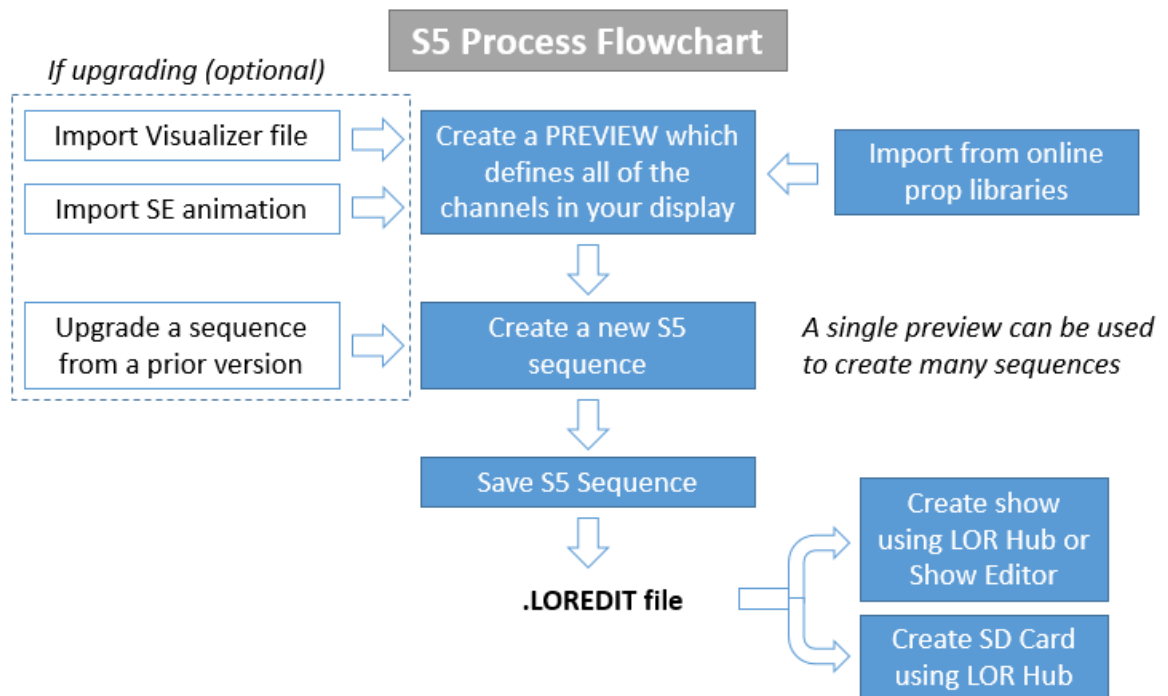 S5 Process Flowchart
If upgrading (optional)
Import Visualizer file
Import SE animation
Upgrade a sequence
from a prior version
Create a PREVIEW which
defines all of the
channels in your display
Import from online
prop libraries
Create a new S5
sequence
A single preview can be used
to create many sequences
Save S5 Sequence
.LOREDIT file
Create show
using LOR Hub or
Show Editor
Create SD Card
using LOR Hub